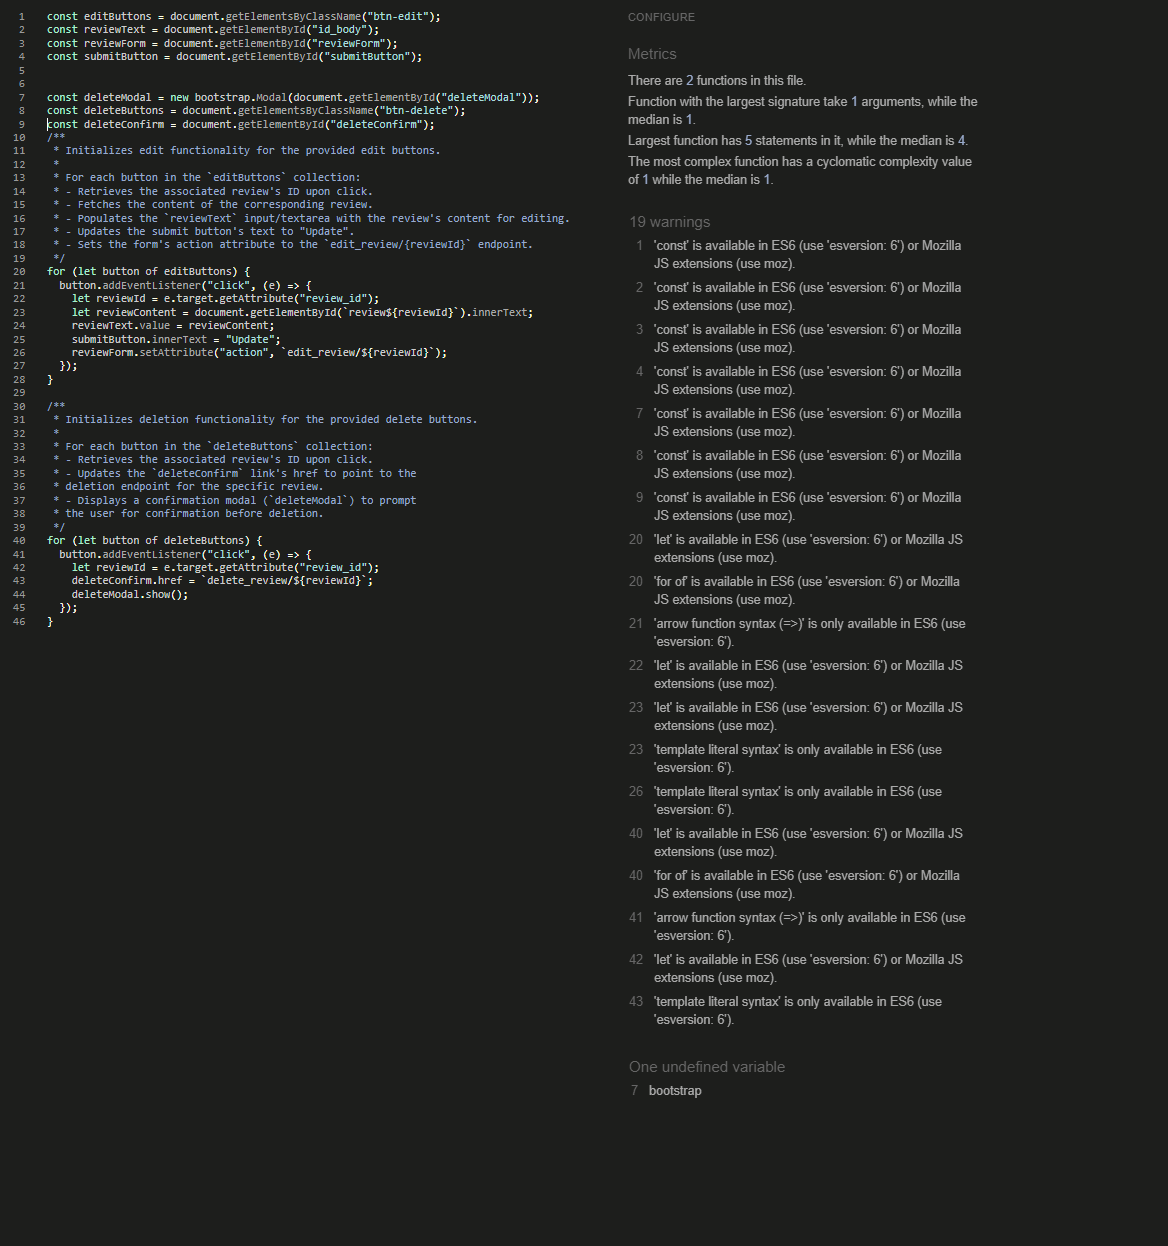 1 const editButtons = document.getElementsByClassName("btn-edit");
2 const reviewText = document.getElementById("id_body");
3 const reviewForm = document.getElementById("reviewForm");
4 const submitButton = document.getElementById("submitButton");
5
6
7 const deleteModal = new bootstrap.Modal(document.getElementById("deleteModal"));
8 const deleteButtons = document.getElementsByClassName("btn-delete");
9 const deleteConfirm = document.getElementById("deleteConfirm");
10 /**
11  * Initializes edit functionality for the provided edit buttons.
12  *
13  * For each button in the `editButtons` collection:
14  * - Retrieves the associated review's ID upon click.
15  * - Fetches the content of the corresponding review.
16  * - Populates the `reviewText` input/textarea with the review's content for editing.
17  * - Updates the submit button's text to "Update".
18  * - Sets the form's action attribute to the `edit_review/{reviewId}` endpoint.
19  */
20 for (let button of editButtons) {
21   button.addEventListener("click", (e) => {
22     let reviewId = e.target.getAttribute("review_id");
23     let reviewContent = document.getElementById(`review${reviewId}`).innerText;
24     reviewText.value = reviewContent;
25     submitButton.innerText = "Update";
26     reviewForm.setAttribute("action", `edit_review/${reviewId}`);
27   });
28 }
29
30 /**
31  * Initializes deletion functionality for the provided delete buttons.
32  *
33  * For each button in the `deleteButtons` collection:
34  * - Retrieves the associated review's ID upon click.
35  * - Updates the `deleteConfirm` link's href to point to the
36  * deletion endpoint for the specific review.
37  * - Displays a confirmation modal (`deleteModal`) to prompt
38  * the user for confirmation before deletion.
39  */
40 for (let button of deleteButtons) {
41   button.addEventListener("click", (e) => {
42     let reviewId = e.target.getAttribute("review_id");
43     deleteConfirm.href = `delete_review/${reviewId}`;
44     deleteModal.show();
45   });
46 }
CONFIGURE
Metrics
There are 2 functions in this file.
Function with the largest signature take 1 arguments, while the
median is 1.
Largest function has 5 statements in it, while the median is 4.
The most complex function has a cyclomatic complexity value
of 1 while the median is 1.
19 warnings
1 'const' is available in ES6 (use 'esversion: 6') or Mozilla
JS extensions (use moz).
2 'const' is available in ES6 (use 'esversion: 6') or Mozilla
JS extensions (use moz).
3 'const' is available in ES6 (use 'esversion: 6') or Mozilla
JS extensions (use moz).
4 'const' is available in ES6 (use 'esversion: 6') or Mozilla
JS extensions (use moz).
7 'const' is available in ES6 (use 'esversion: 6') or Mozilla
JS extensions (use moz).
8 'const' is available in ES6 (use 'esversion: 6') or Mozilla
JS extensions (use moz).
9 'const' is available in ES6 (use 'esversion: 6') or Mozilla
JS extensions (use moz).
20 'let' is available in ES6 (use 'esversion: 6') or Mozilla JS
extensions (use moz).
20 'for of' is available in ES6 (use 'esversion: 6') or Mozilla
JS extensions (use moz).
21 'arrow function syntax (=>)' is only available in ES6 (use
'esversion: 6').
22 'let' is available in ES6 (use 'esversion: 6') or Mozilla JS
extensions (use moz).
23 'let' is available in ES6 (use 'esversion: 6') or Mozilla JS
extensions (use moz).
23 'template literal syntax' is only available in ES6 (use
'esversion: 6').
26 'template literal syntax' is only available in ES6 (use
'esversion: 6').
40 'let' is available in ES6 (use 'esversion: 6') or Mozilla JS
extensions (use moz).
40 'for of' is available in ES6 (use 'esversion: 6') or Mozilla
JS extensions (use moz).
41 'arrow function syntax (=>)' is only available in ES6 (use
'esversion: 6').
42 'let' is available in ES6 (use 'esversion: 6') or Mozilla JS
extensions (use moz).
43 'template literal syntax' is only available in ES6 (use
'esversion: 6').
One undefined variable
7 bootstrap